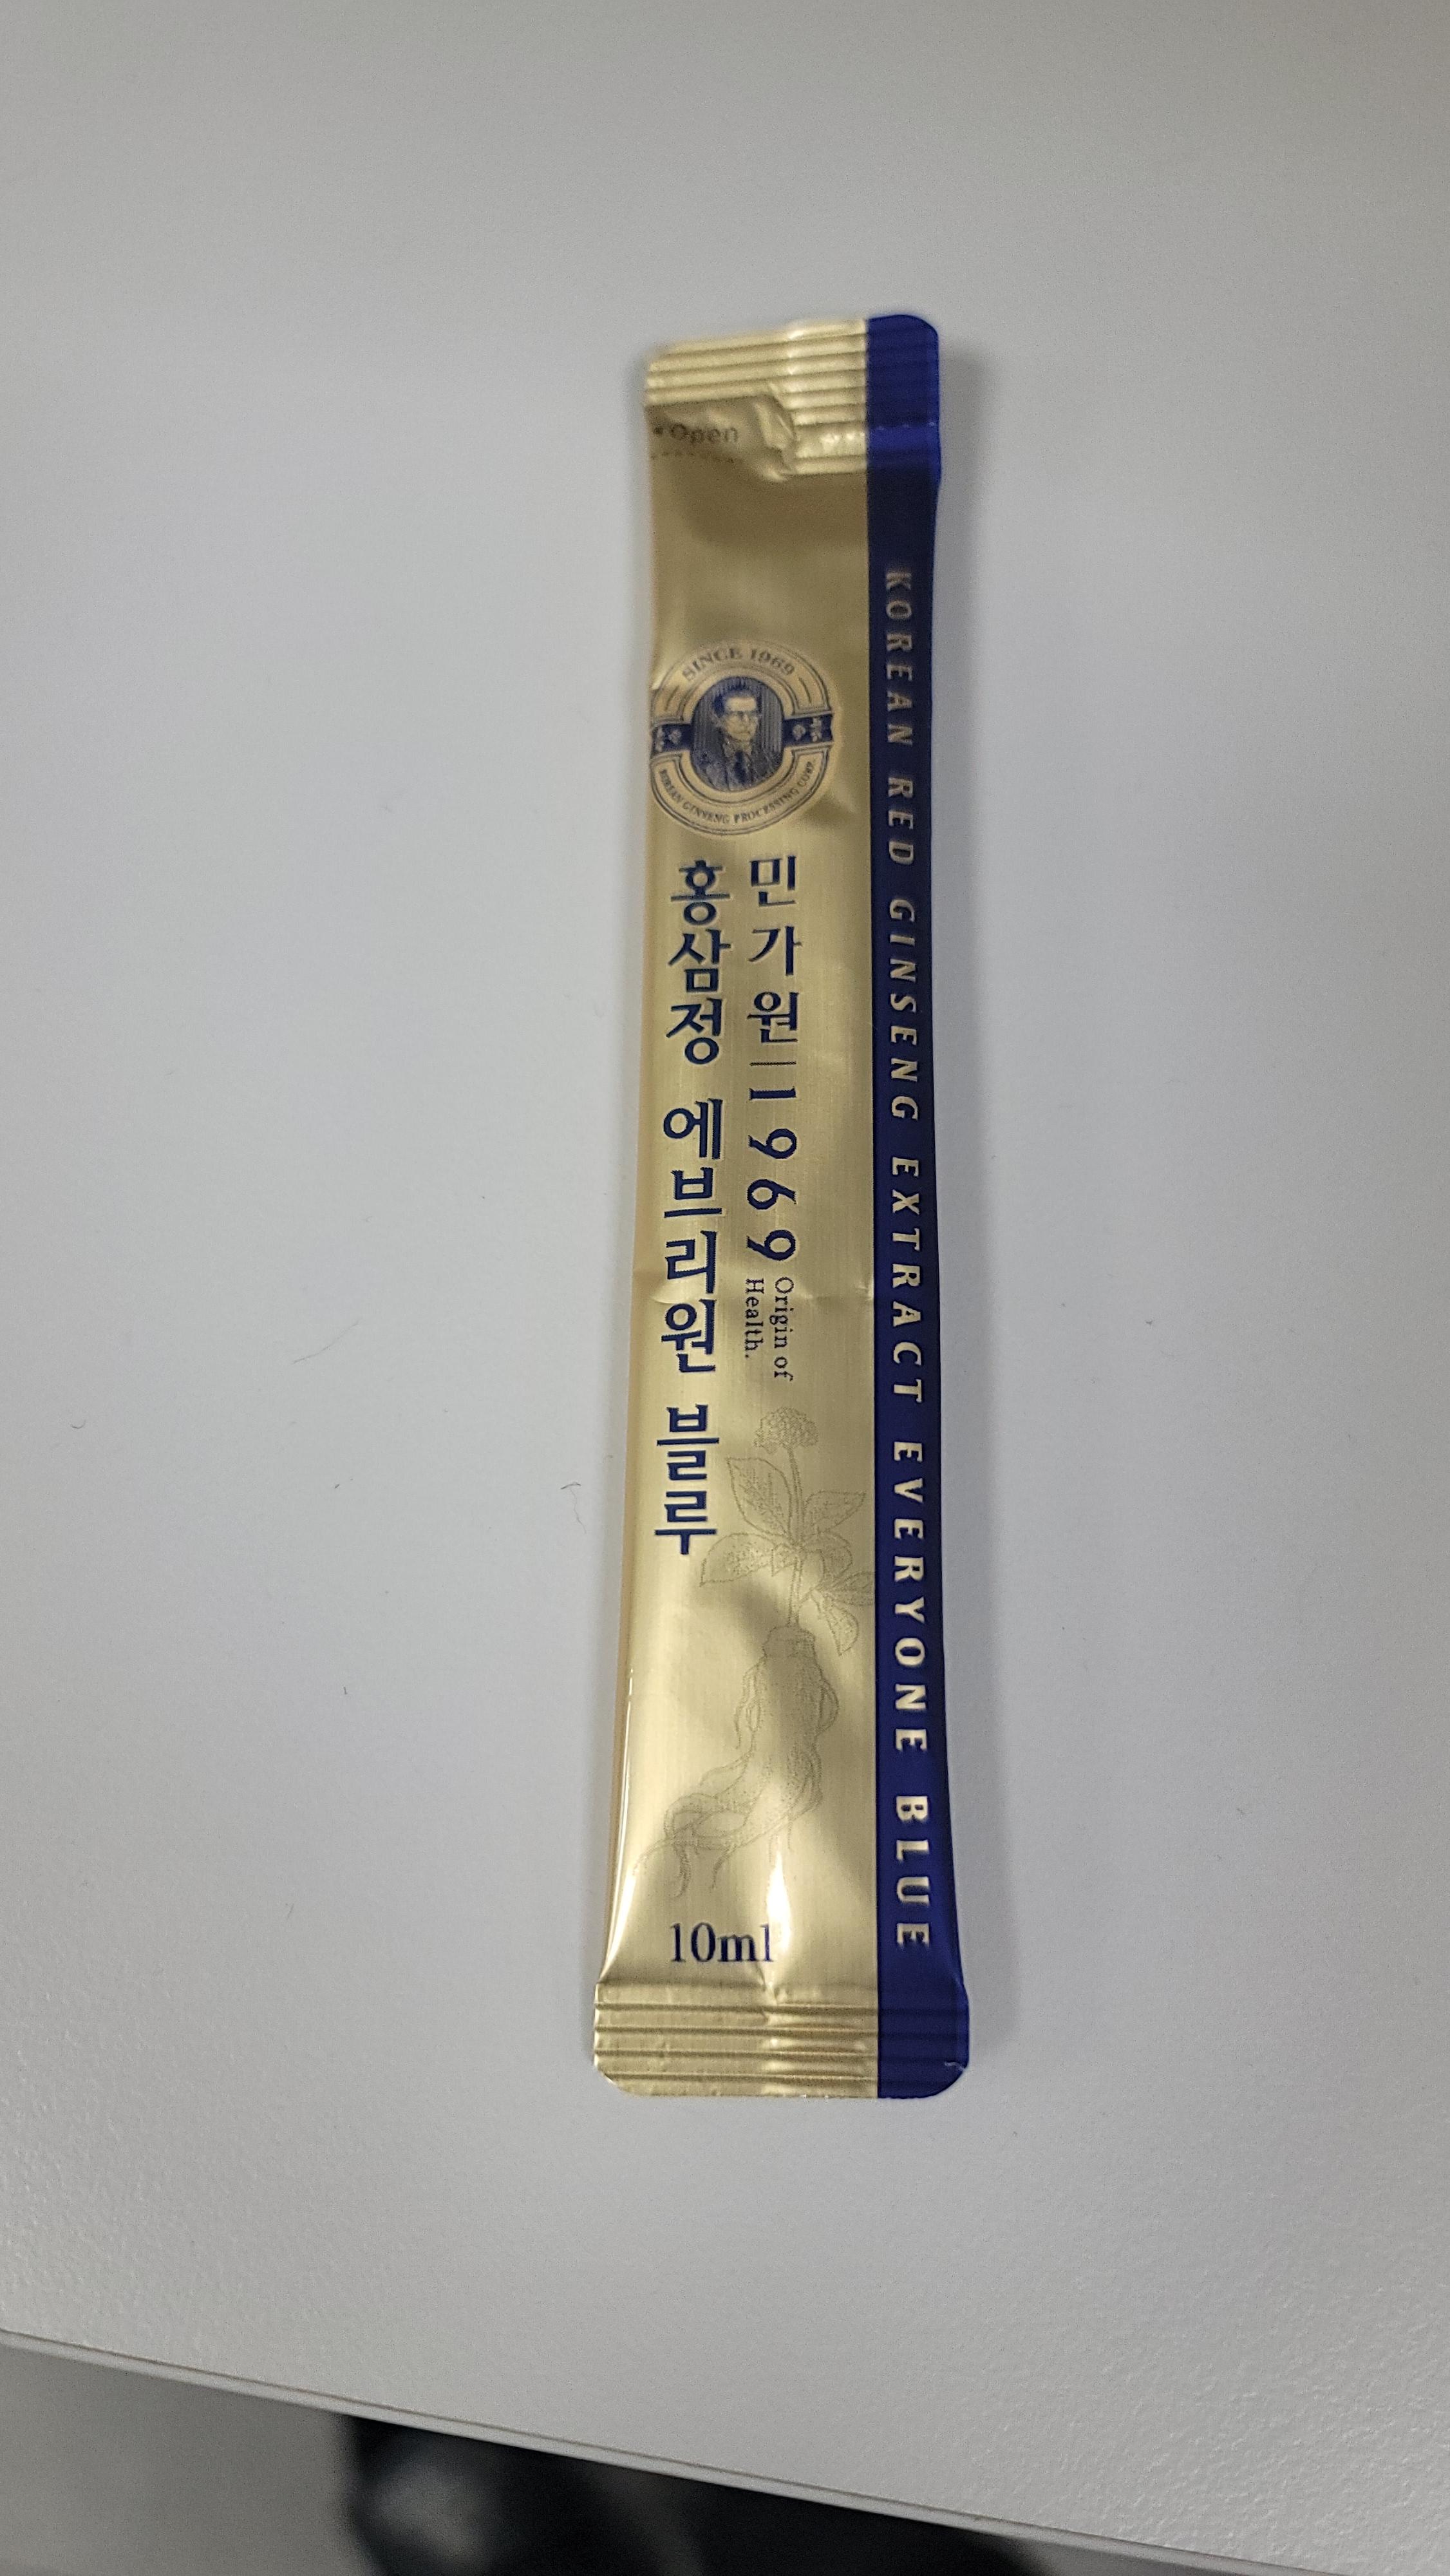 Open
SINCE 1969
KOREAN GINSENG PROCESSING CORP.
민가원|1969
Origin of
Health.
홍삼정 에브리원 블루
10ml
KOREAN RED GINSENG EXTRACT EVERYONE BLUE